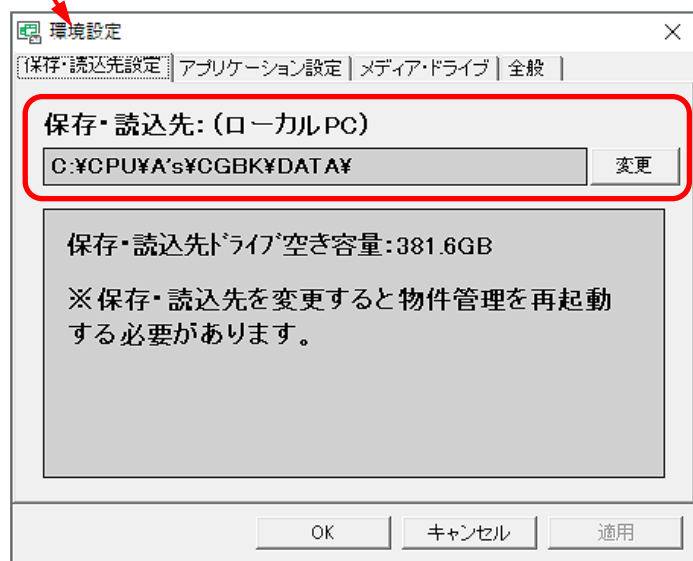 環境設定
保存・読込先設定 アプリケーション設定 メディア・ドライブ 全般
保存・読込先：（ローカルPC）
C:¥CPU¥A's¥CGBK¥DATA¥ 変更
保存・読込先ﾄﾞﾗｲﾌﾞ空き容量：381.6GB
※保存・読込先を変更すると物件管理を再起動
する必要があります。
OK キャンセル 適用